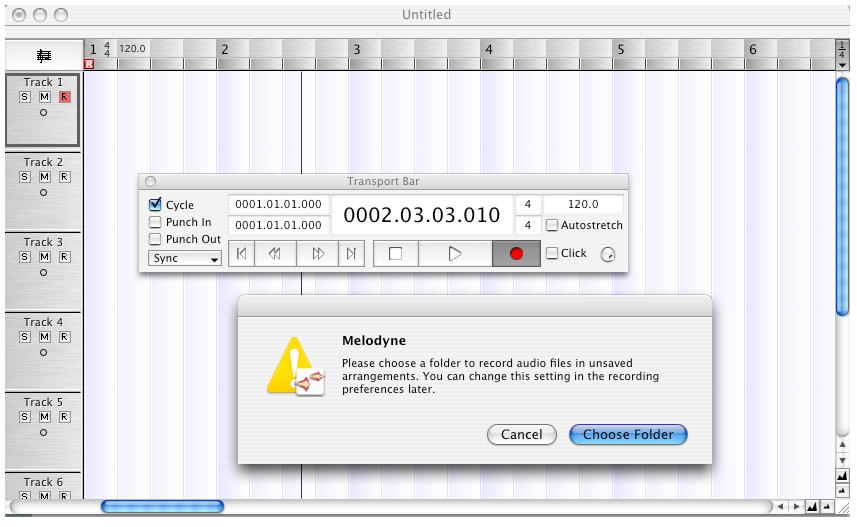 Untitled
1 4 4 120.0 2 3 4 5 6 1 4
Track 1
S M R
Track 2
S M R
Track 3
S M R
Track 4
S M R
Track 5
S M R
Track 6
S M R
Transport Bar
Cycle 0001.01.01.000 0002.03.03.010 4 120.0
Punch In 0001.01.01.000 4 Autostretch
Punch Out
Sync Click
Melodyne
Please choose a folder to record audio files in unsaved
arrangements. You can change this setting in the recording
preferences later.
Cancel Choose Folder